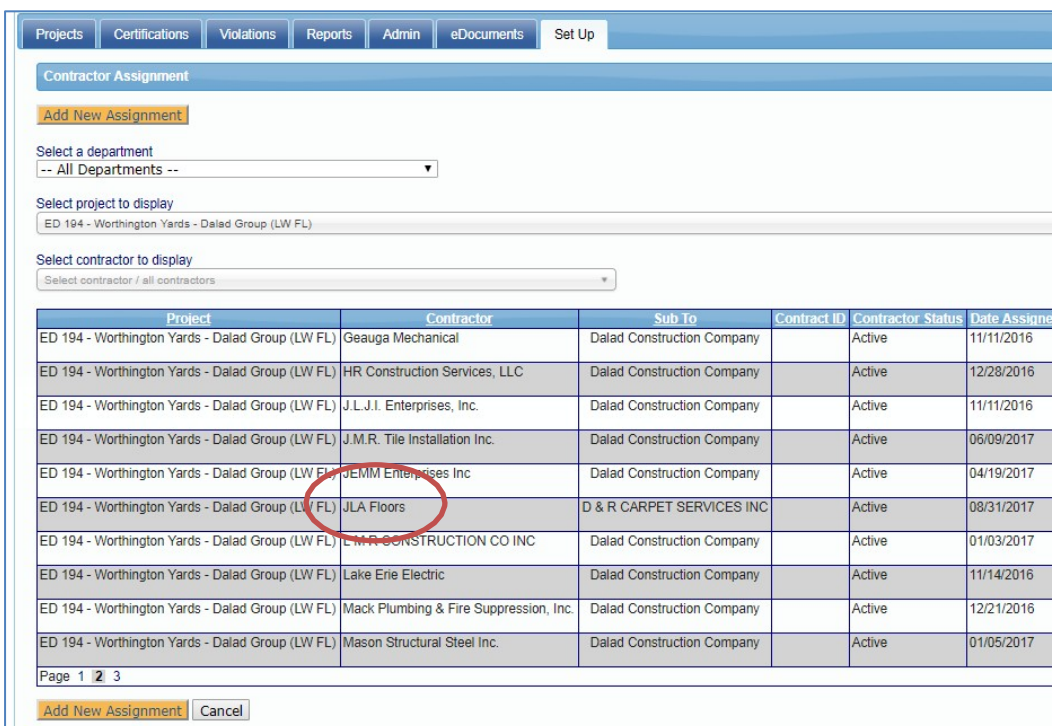 Projects Certifications Violations Reports Admin eDocuments Set Up
Contractor Assignment
Add New Assignment
Select a department
-- All Departments --
Select project to display
ED 194 - Worthington Yards - Dalad Group (LW FL)
Select contractor to display
Select contractor / all contractors
Project Contractor Sub To Contract ID Contractor Status Date Assigne
ED 194 - Worthington Yards - Dalad Group (LW FL) Geauga Mechanical Dalad Construction Company Active 11/11/2016
ED 194 - Worthington Yards - Dalad Group (LW FL) HR Construction Services, LLC Dalad Construction Company Active 12/28/2016
ED 194 - Worthington Yards - Dalad Group (LW FL) J.L.J.I. Enterprises, Inc. Dalad Construction Company Active 11/11/2016
ED 194 - Worthington Yards - Dalad Group (LW FL) J.M.R. Tile Installation Inc. Dalad Construction Company Active 06/09/2017
ED 194 - Worthington Yards - Dalad Group (LW FL) JEMM Enterprises Inc Dalad Construction Company Active 04/19/2017
ED 194 - Worthington Yards - Dalad Group (LW FL) JLA Floors D & R CARPET SERVICES INC Active 08/31/2017
ED 194 - Worthington Yards - Dalad Group (LW FL) L M R CONSTRUCTION CO INC Dalad Construction Company Active 01/03/2017
ED 194 - Worthington Yards - Dalad Group (LW FL) Lake Erie Electric Dalad Construction Company Active 11/14/2016
ED 194 - Worthington Yards - Dalad Group (LW FL) Mack Plumbing & Fire Suppression, Inc. Dalad Construction Company Active 12/21/2016
ED 194 - Worthington Yards - Dalad Group (LW FL) Mason Structural Steel Inc. Dalad Construction Company Active 01/05/2017
Page 1 2 3
Add New Assignment Cancel